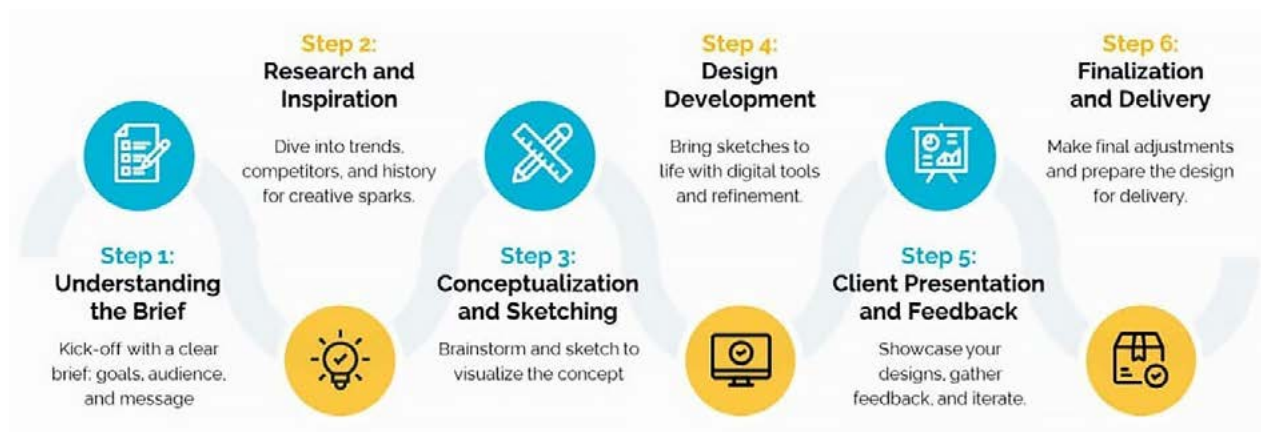 Step 1:
Understanding
the Brief
Kick-off with a clear
brief: goals, audience,
and message
Step 2:
Research and
Inspiration
Dive into trends,
competitors, and history
for creative sparks.
Step 3:
Conceptualization
and Sketching
Brainstorm and sketch to
visualize the concept
Step 4:
Design
Development
Bring sketches to
life with digital tools
and refinement.
Step 5:
Client Presentation
and Feedback
Showcase your
designs, gather
feedback, and iterate.
Step 6:
Finalization
and Delivery
Make final adjustments
and prepare the design
for delivery.